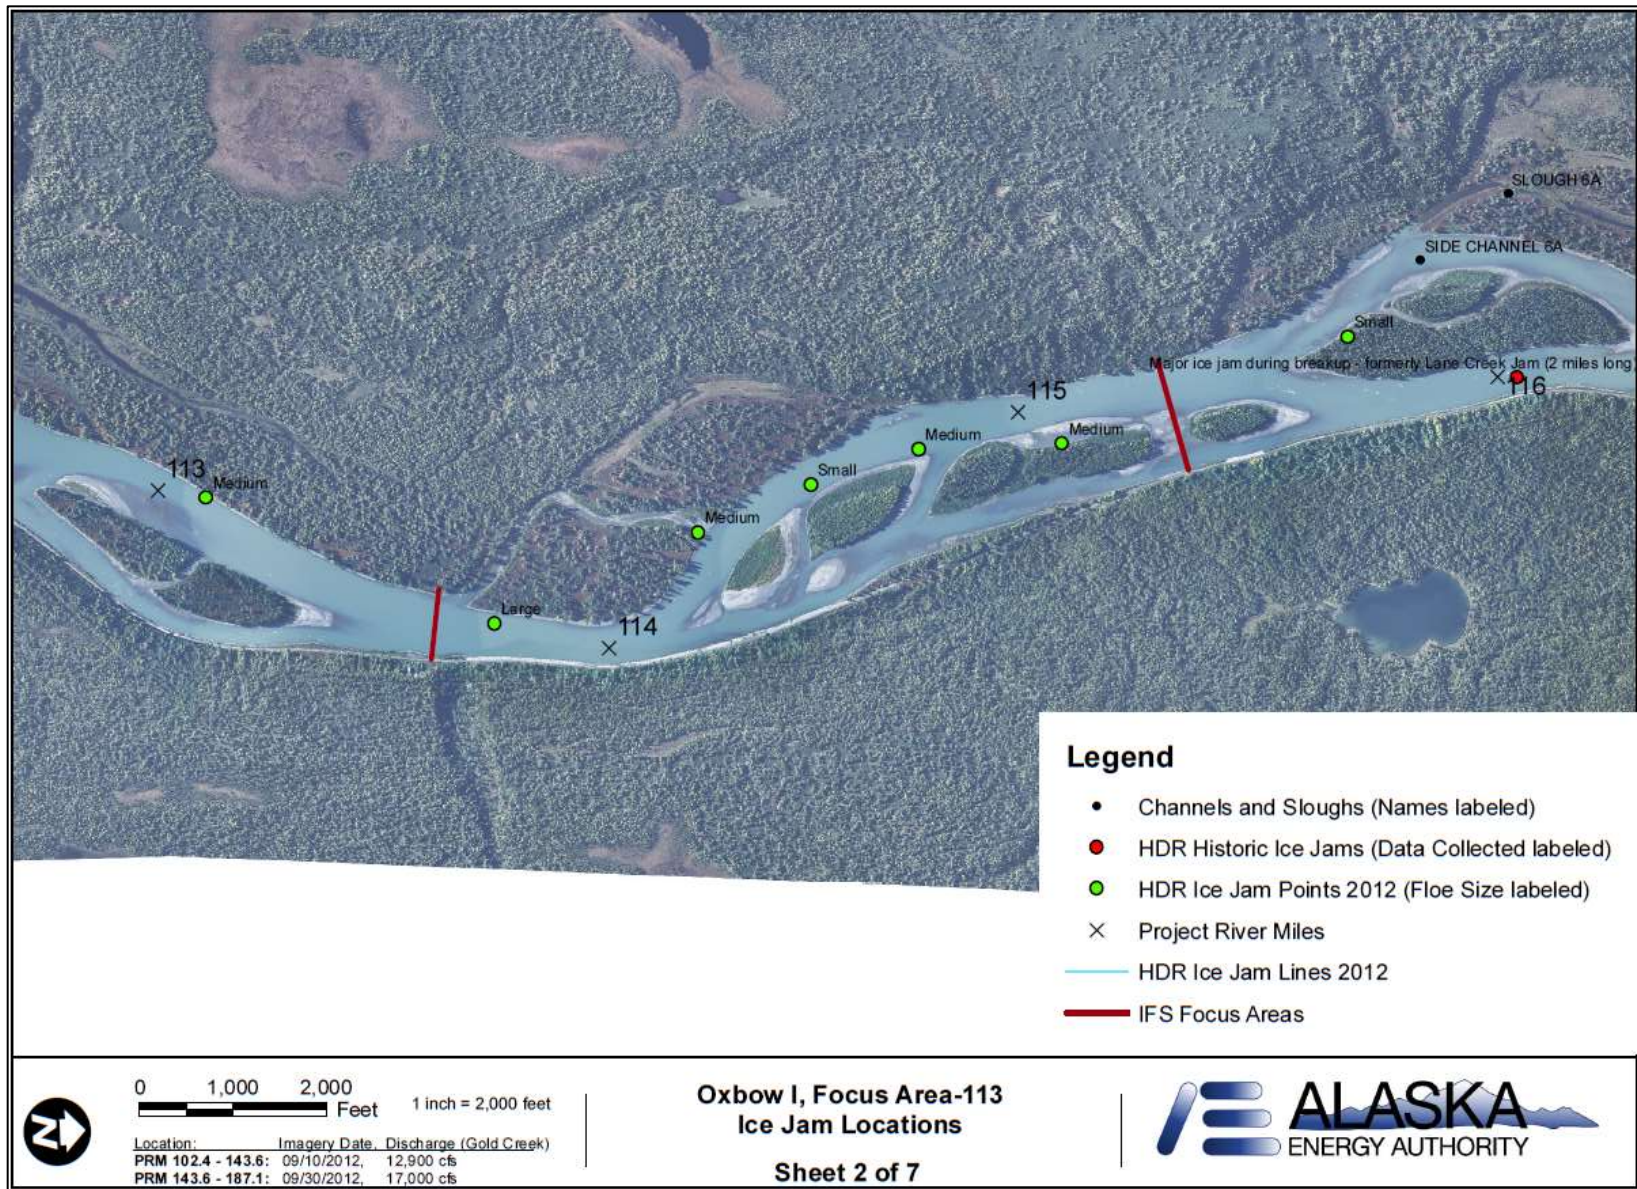 SLOUGH 6A
SIDE CHANNEL 6A
Small
Major ice jam during breakup - formerly Lane Creek Jam (2 miles long
116
115
Medium
Medium
Small
113
Medium
Medium
Large
114
Legend
Channels and Sloughs (Names labeled)
HDR Historic Ice Jams (Data Collected labeled)
HDR Ice Jam Points 2012 (Floe Size labeled)
Project River Miles
HDR Ice Jam Lines 2012
IFS Focus Areas
N
0 1,000 2,000
Feet
1 inch = 2,000 feet
Location: Imagery Date, Discharge (Gold Creek)
PRM 102.4 - 143.6: 09/10/2012, 12,900 cfs
PRM 143.6 - 187.1: 09/30/2012, 17,000 cfs
Oxbow I, Focus Area-113
Ice Jam Locations
Sheet 2 of 7
ALASKA
ENERGY AUTHORITY